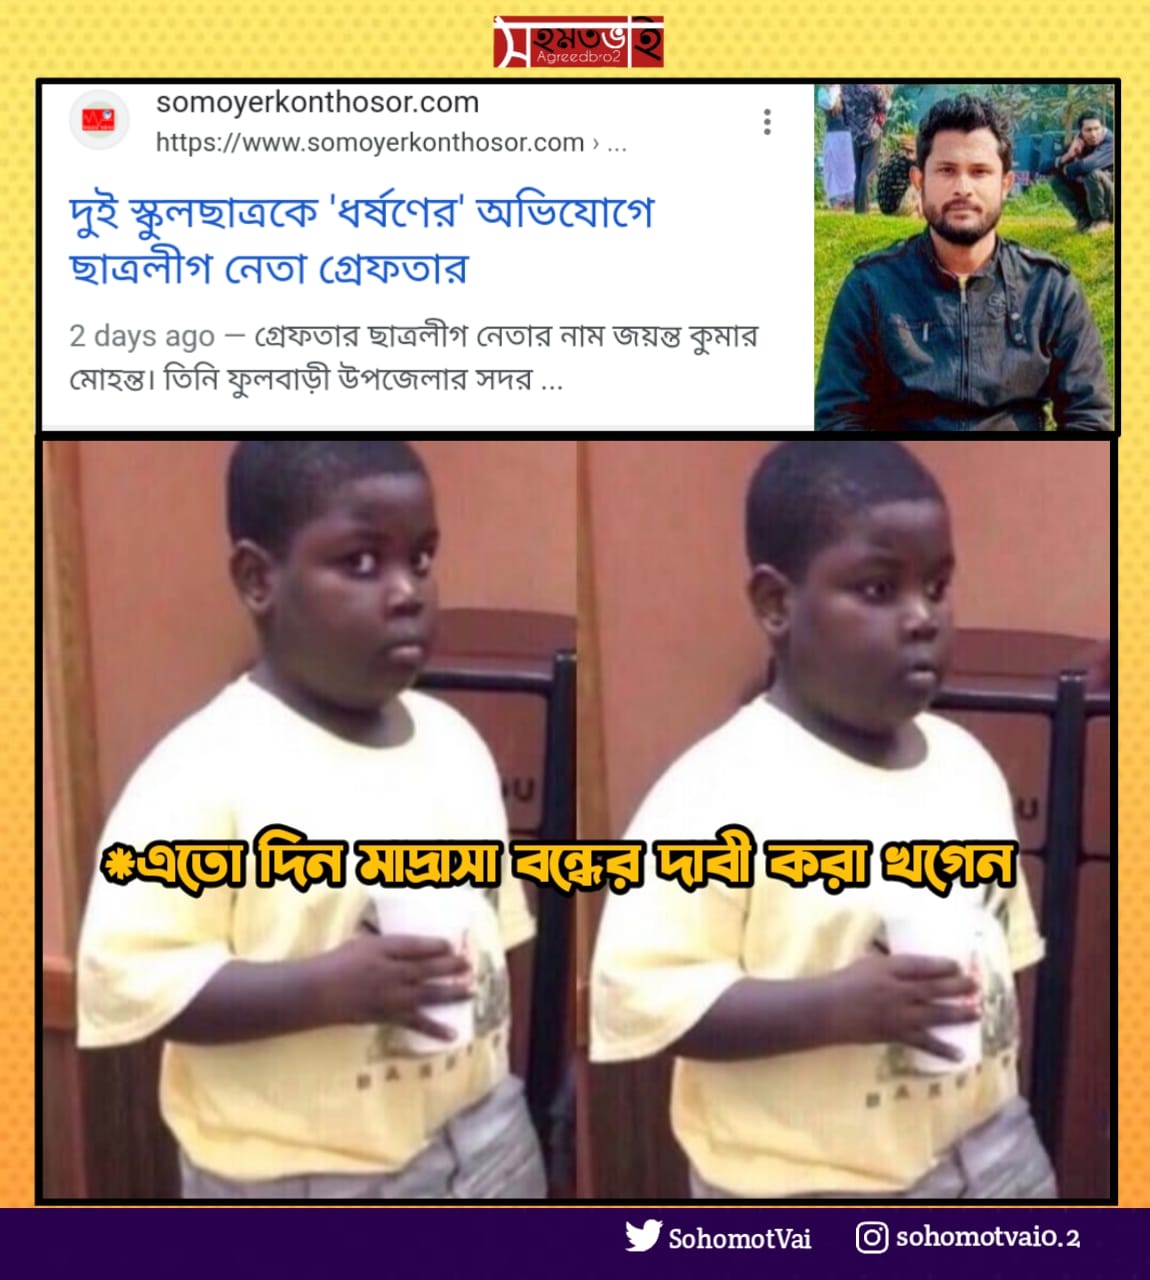 সহমতভাই
Agreedbro2
somoyerkonthosor.com
https://www.somoyerkonthosor.com › ...
দুই স্কুলছাত্রকে 'ধর্ষণের' অভিযোগে
ছাত্রলীগ নেতা গ্রেফতার
2 days ago — গ্রেফতার ছাত্রলীগ নেতার নাম জয়ন্ত কুমার
মোহন্ত। তিনি ফুলবাড়ী উপজেলার সদর ...
*এতো দিন মাদ্রাসা বন্ধের দাবী করা খগেন
SohomotVai
sohomotvaio.2